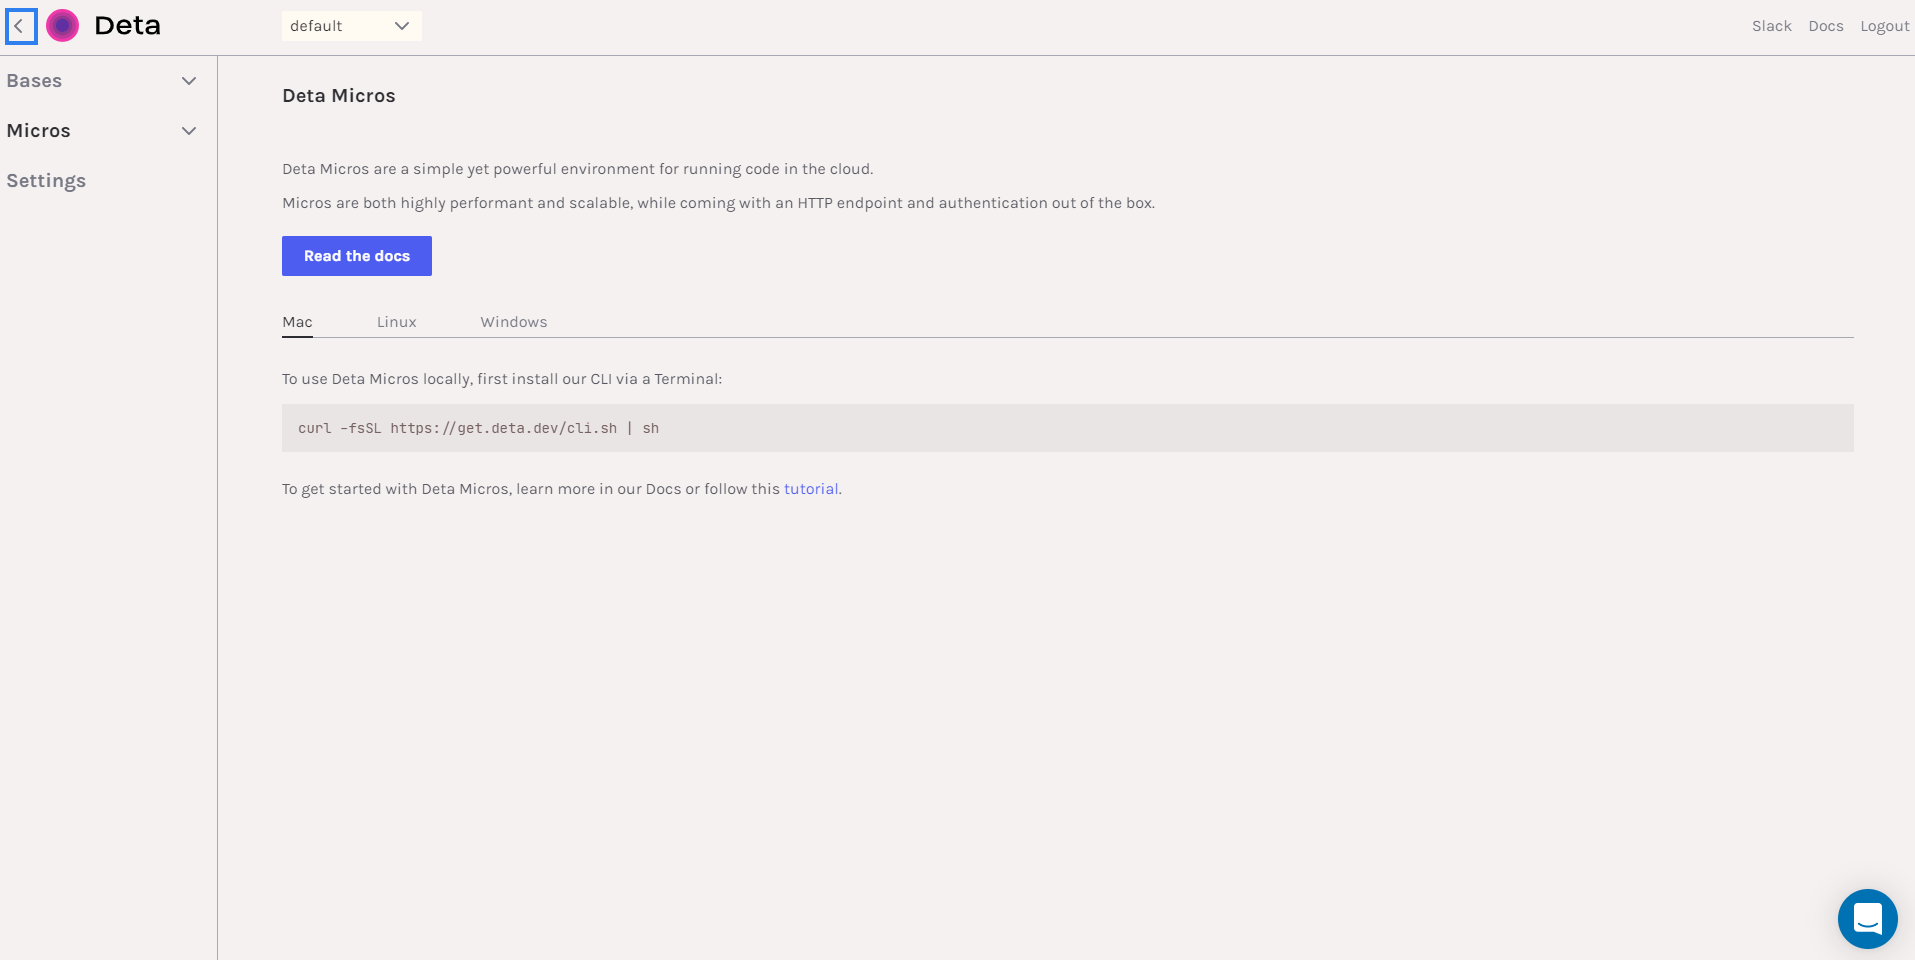 Deta
default
Slack Docs Logout
Bases
Micros
Settings
Deta Micros
Deta Micros are a simple yet powerful environment for running code in the cloud.
Micros are both highly performant and scalable, while coming with an HTTP endpoint and authentication out of the box.
Read the docs
Mac Linux Windows
To use Deta Micros locally, first install our CLI via a Terminal:
curl -fsSL https://get.deta.dev/cli.sh | sh
To get started with Deta Micros, learn more in our Docs or follow this tutorial.